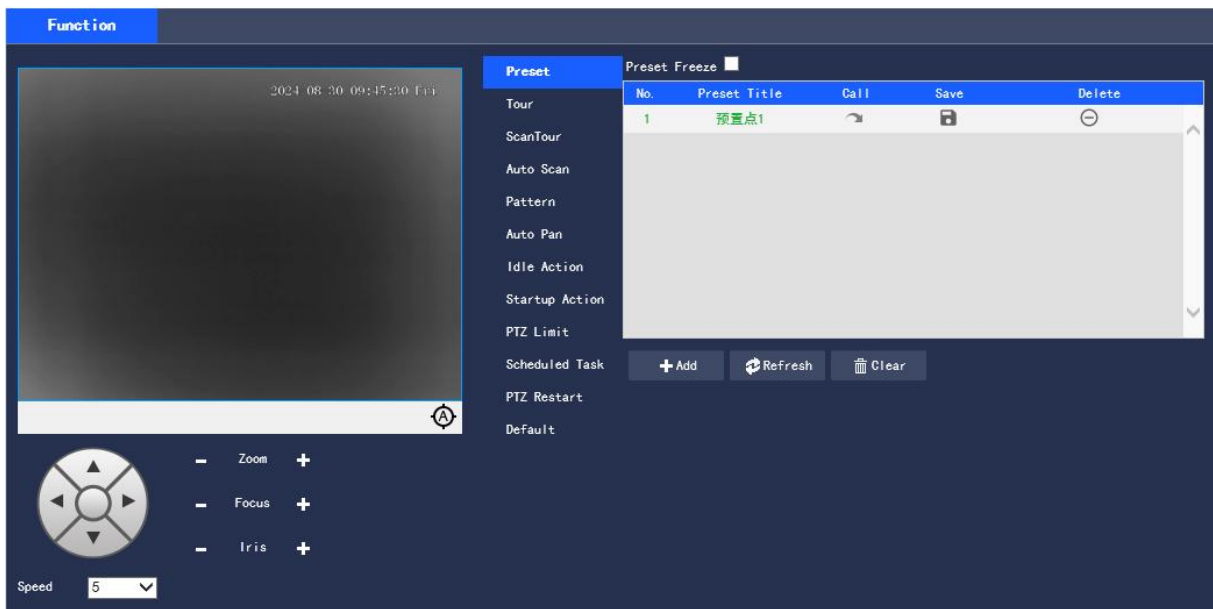 Function
2024-08-30 09:45:30 Fri
Preset
Tour
ScanTour
Auto Scan
Pattern
Auto Pan
Idle Action
Startup Action
PTZ Limit
Scheduled Task
PTZ Restart
Default
Preset Freeze
No. Preset Title Call Save Delete
1 预置点1
Add Refresh Clear
A
- Zoom +
- Focus +
- Iris +
Speed 5